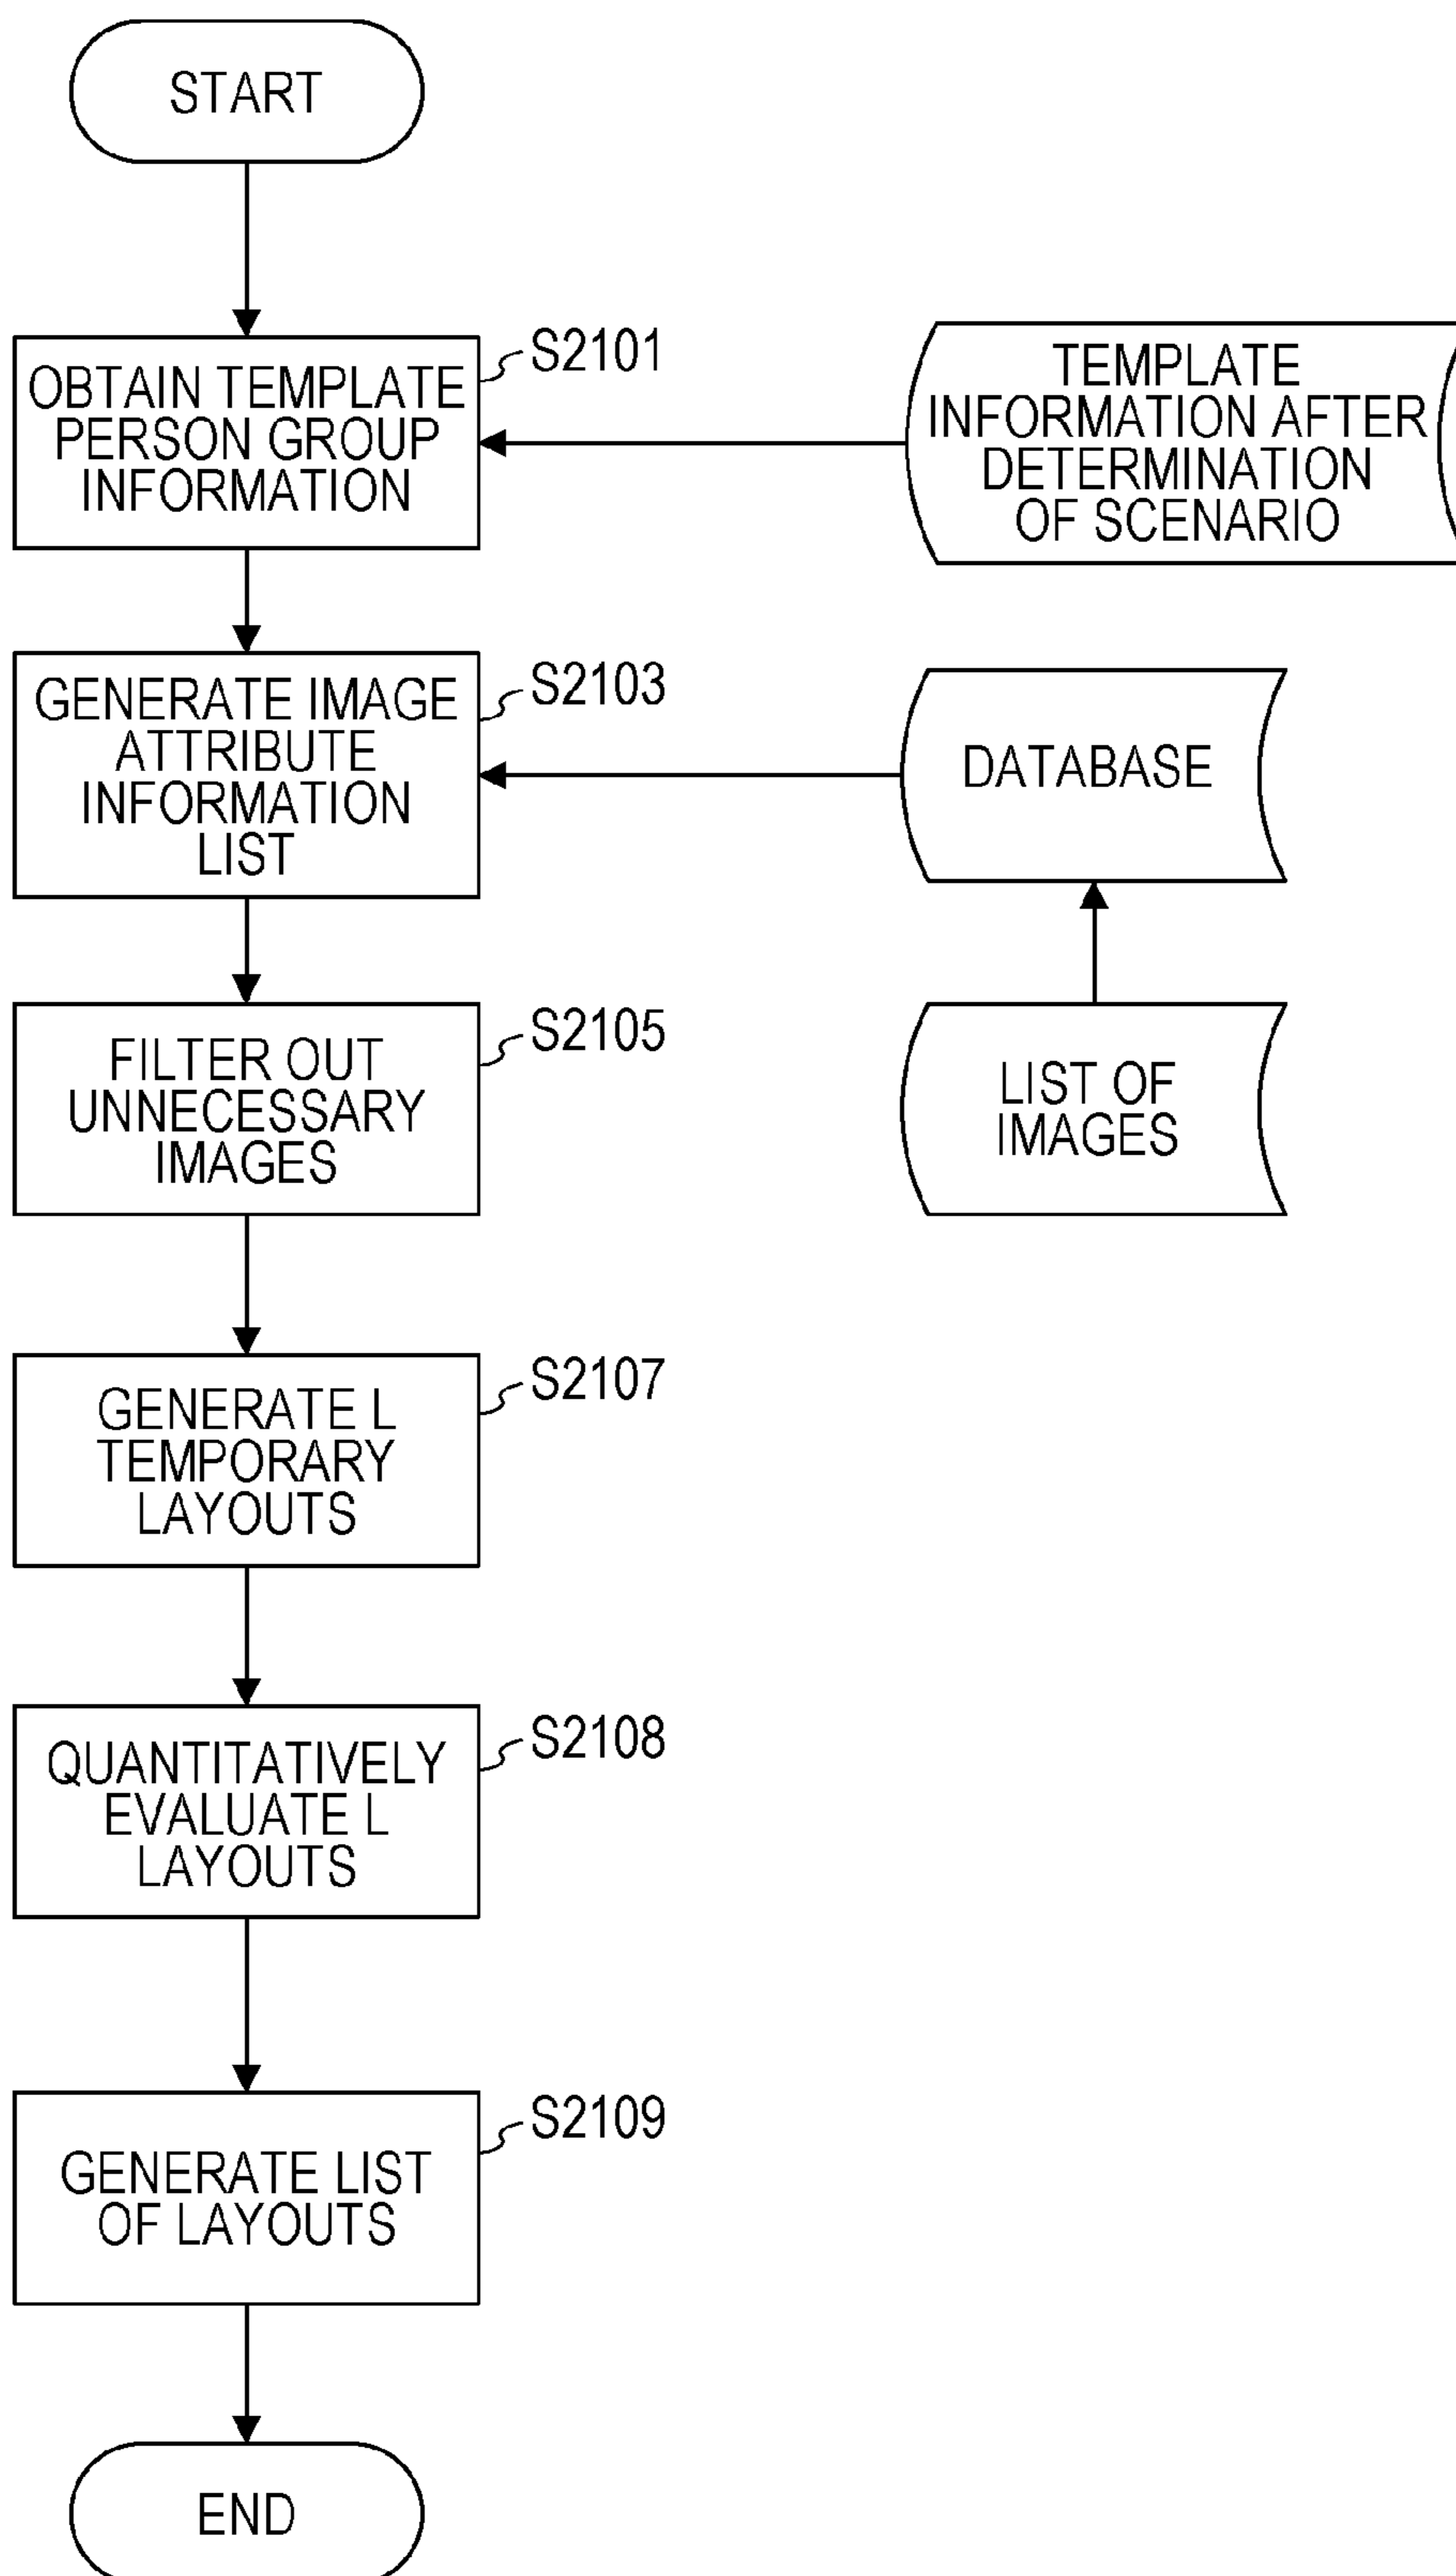 START
S2101
OBTAIN TEMPLATE
PERSON GROUP
INFORMATION
TEMPLATE
INFORMATION AFTER
DETERMINATION
OF SCENARIO
S2103
GENERATE IMAGE
ATTRIBUTE
INFORMATION
LIST
DATABASE
S2105
FILTER OUT
UNNECESSARY
IMAGES
LIST OF
IMAGES
S2107
GENERATE L
TEMPORARY
LAYOUTS
S2108
QUANTITATIVELY
EVALUATE L
LAYOUTS
S2109
GENERATE LIST
OF LAYOUTS
END